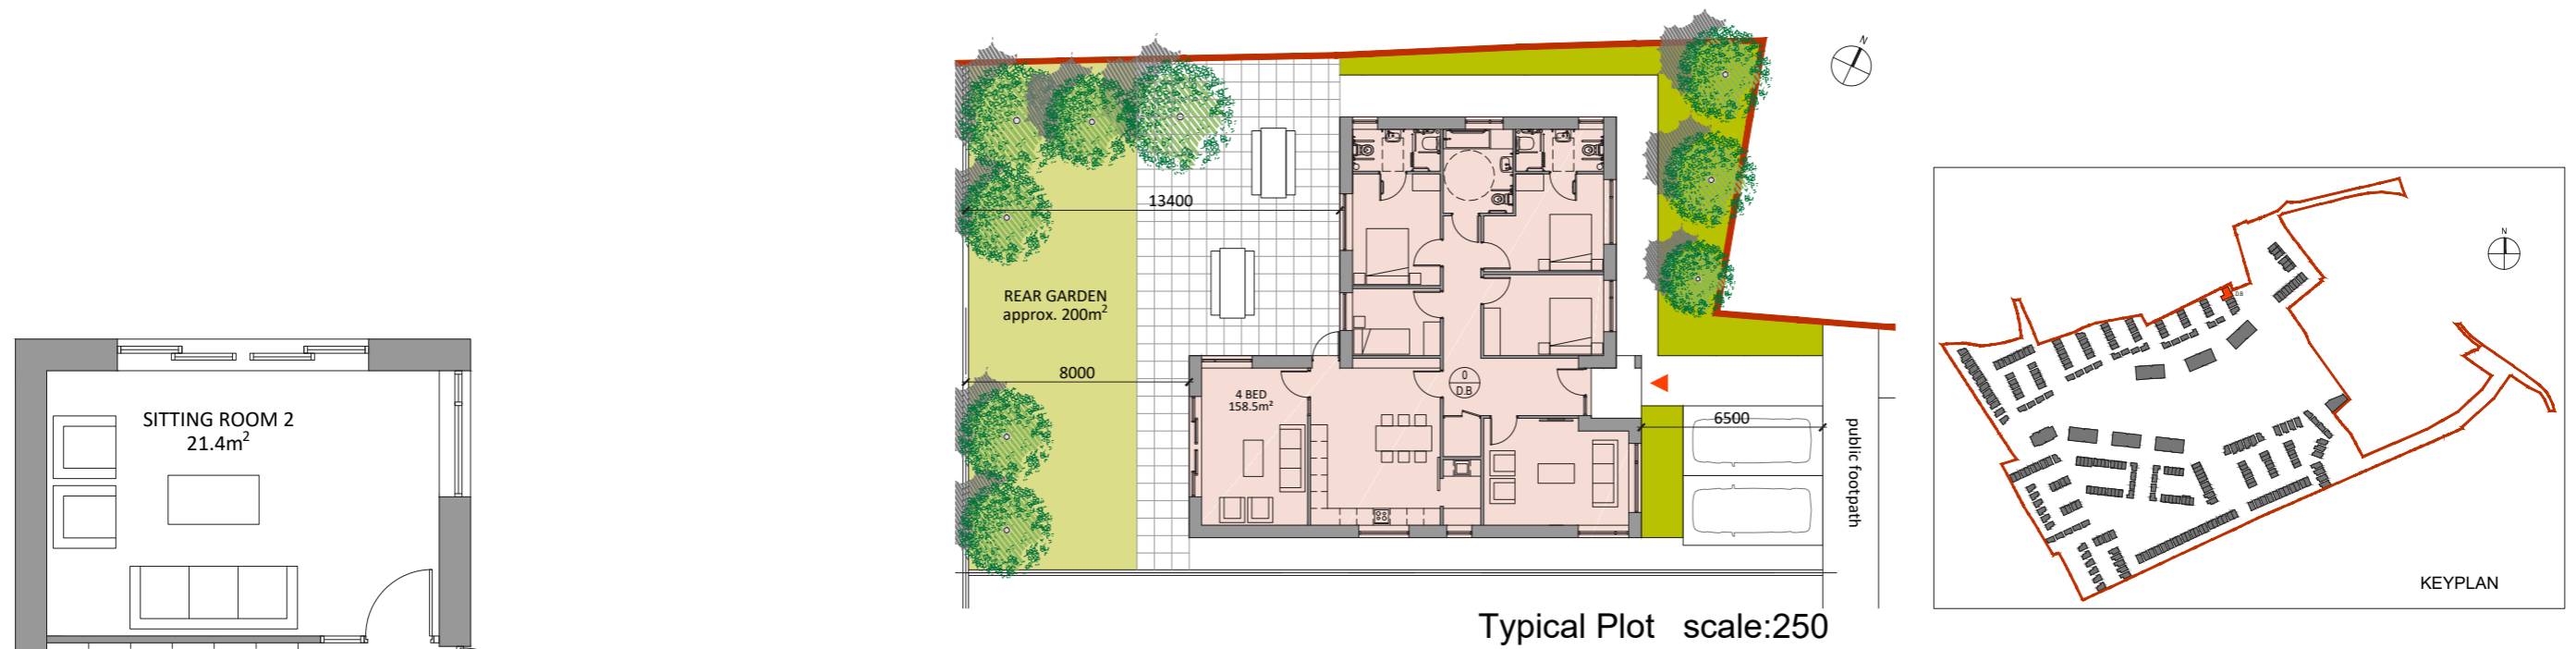 SITTING ROOM 2
21.4m²
N
13400
REAR GARDEN
approx. 200m²
8000
4 BED
158.5m²
0
D.B
6500
public footpath
Typical Plot scale:250
N
D.B
KEYPLAN